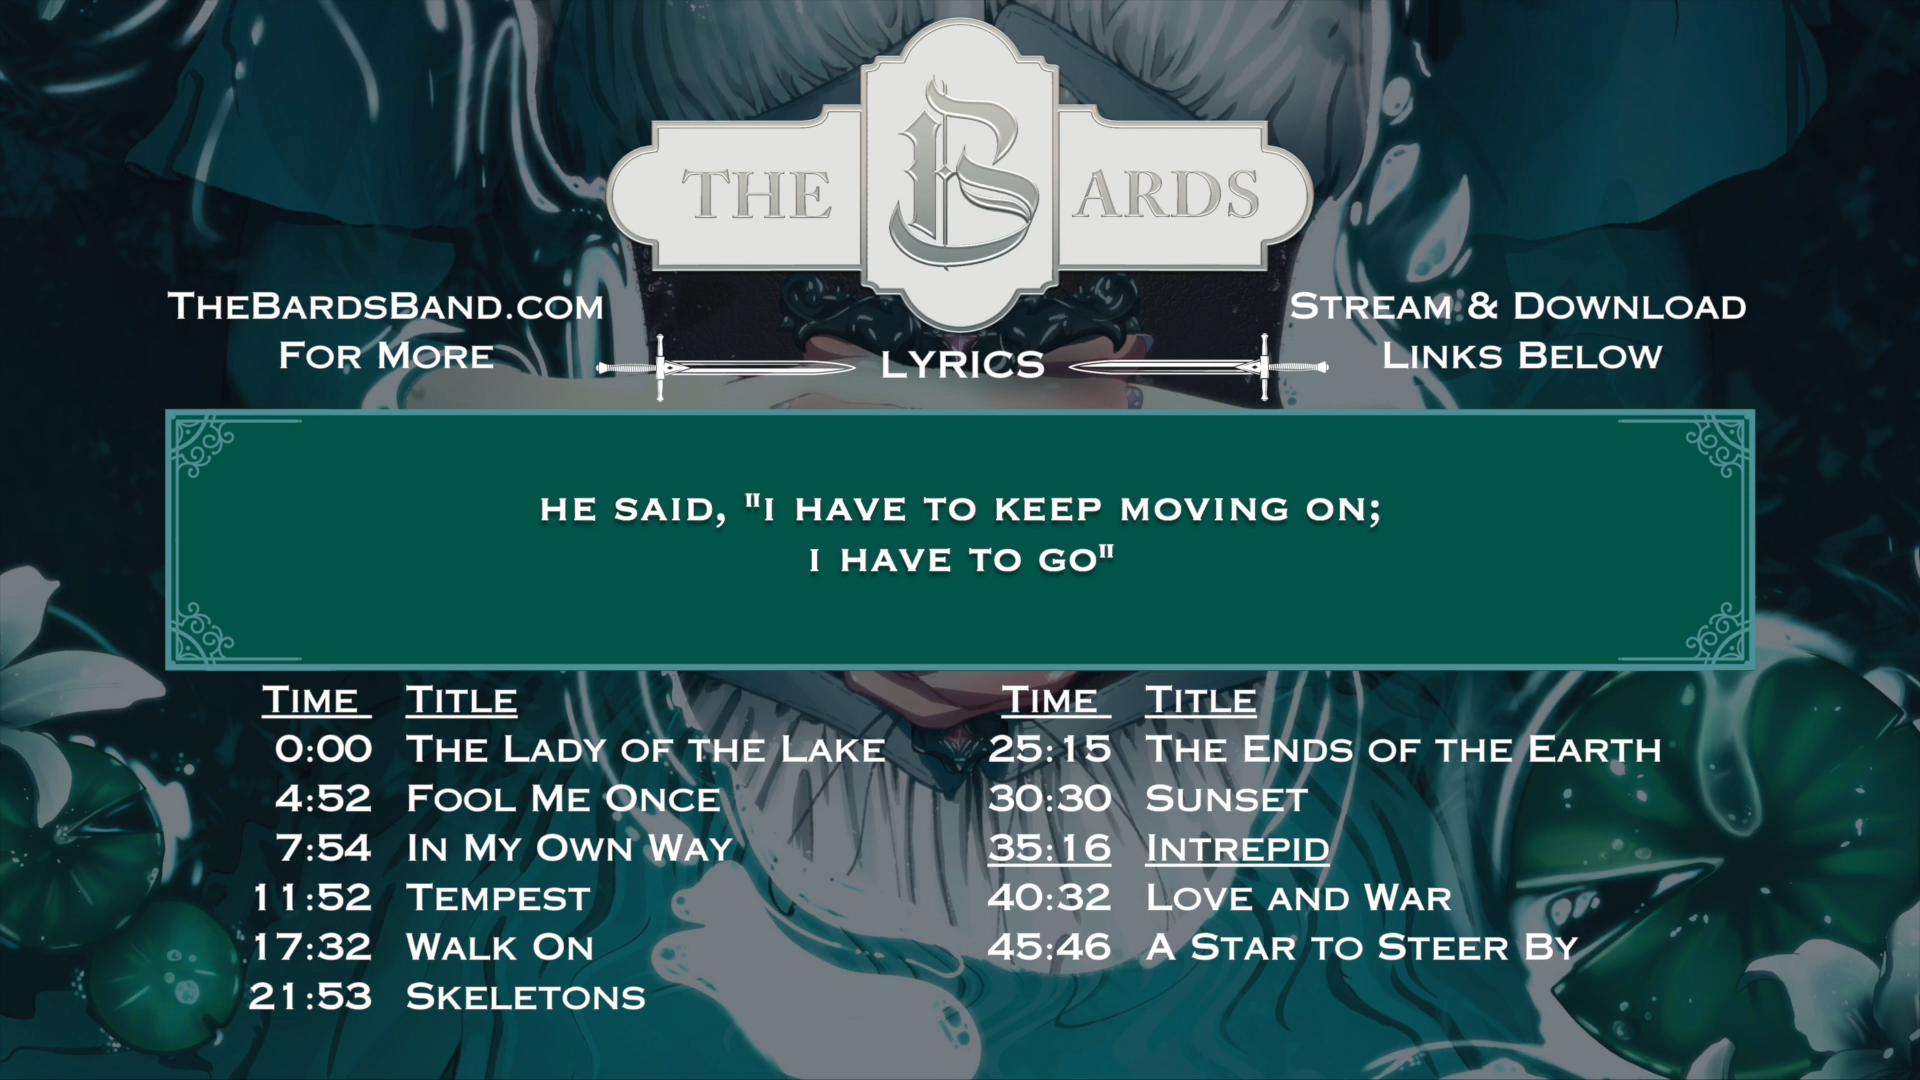 THE BARDS
TheBardsBand.com
For More
Stream & Download
Links Below
LYRICS
HE SAID, "I HAVE TO KEEP MOVING ON;
I HAVE TO GO"
Time Title
0:00 The Lady of the Lake
4:52 Fool Me Once
7:54 In My Own Way
11:52 Tempest
17:32 Walk On
21:53 Skeletons
Time Title
25:15 The Ends of the Earth
30:30 Sunset
35:16 Intrepid
40:32 Love and War
45:46 A Star to Steer By